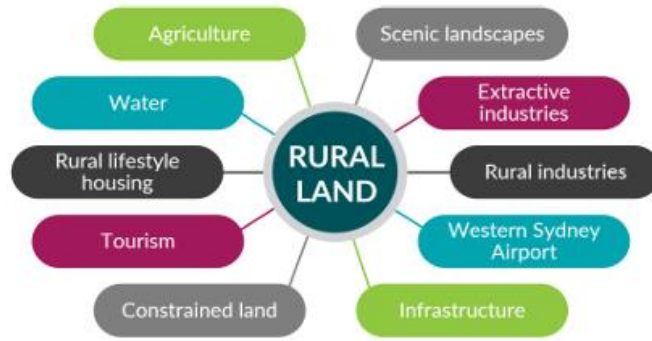 Agriculture
Scenic landscapes
Water
Extractive
industries
Rural lifestyle
housing
RURAL
LAND
Rural industries
Tourism
Western Sydney
Airport
Constrained land
Infrastructure